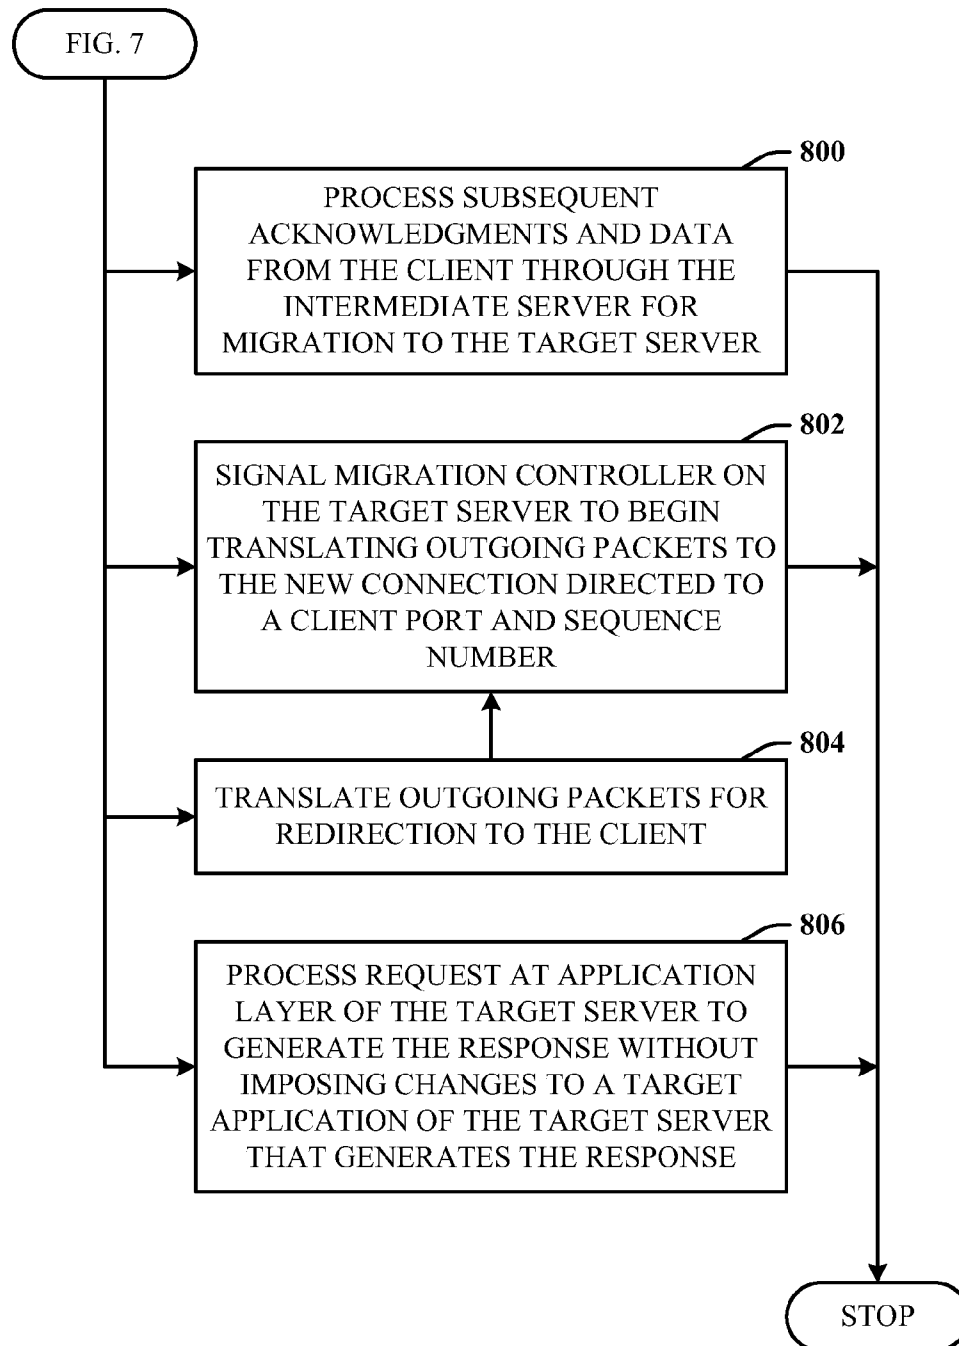 FIG. 7
800
PROCESS SUBSEQUENT
ACKNOWLEDGMENTS AND DATA
FROM THE CLIENT THROUGH THE
INTERMEDIATE SERVER FOR
MIGRATION TO THE TARGET SERVER
802
SIGNAL MIGRATION CONTROLLER ON
THE TARGET SERVER TO BEGIN
TRANSLATING OUTGOING PACKETS TO
THE NEW CONNECTION DIRECTED TO
A CLIENT PORT AND SEQUENCE
NUMBER
804
TRANSLATE OUTGOING PACKETS FOR
REDIRECTION TO THE CLIENT
806
PROCESS REQUEST AT APPLICATION
LAYER OF THE TARGET SERVER TO
GENERATE THE RESPONSE WITHOUT
IMPOSING CHANGES TO A TARGET
APPLICATION OF THE TARGET SERVER
THAT GENERATES THE RESPONSE
STOP